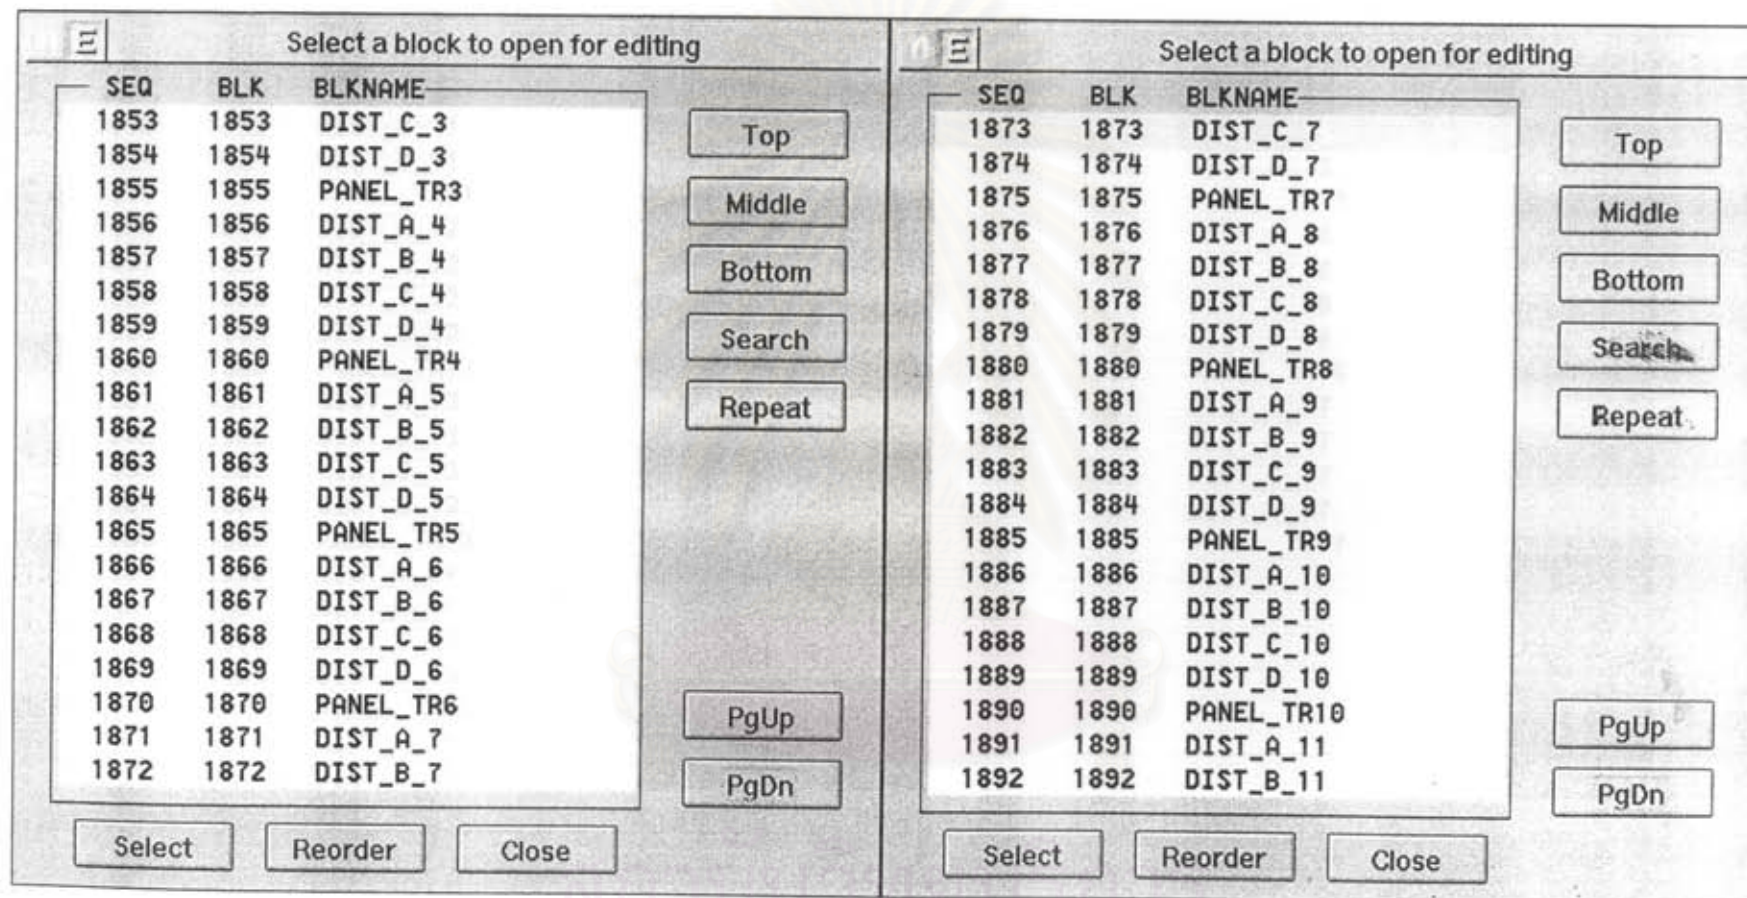 Select a block to open for editing
SEQ BLK BLKNAME
1853 1853 DIST_C_3
1854 1854 DIST_D_3
1855 1855 PANEL_TR3
1856 1856 DIST_A_4
1857 1857 DIST_B_4
1858 1858 DIST_C_4
1859 1859 DIST_D_4
1860 1860 PANEL_TR4
1861 1861 DIST_A_5
1862 1862 DIST_B_5
1863 1863 DIST_C_5
1864 1864 DIST_D_5
1865 1865 PANEL_TR5
1866 1866 DIST_A_6
1867 1867 DIST_B_6
1868 1868 DIST_C_6
1869 1869 DIST_D_6
1870 1870 PANEL_TR6
1871 1871 DIST_A_7
1872 1872 DIST_B_7
Top
Middle
Bottom
Search
Repeat
PgUp
PgDn
Select Reorder Close
Select a block to open for editing
SEQ BLK BLKNAME
1873 1873 DIST_C_7
1874 1874 DIST_D_7
1875 1875 PANEL_TR7
1876 1876 DIST_A_8
1877 1877 DIST_B_8
1878 1878 DIST_C_8
1879 1879 DIST_D_8
1880 1880 PANEL_TR8
1881 1881 DIST_A_9
1882 1882 DIST_B_9
1883 1883 DIST_C_9
1884 1884 DIST_D_9
1885 1885 PANEL_TR9
1886 1886 DIST_A_10
1887 1887 DIST_B_10
1888 1888 DIST_C_10
1889 1889 DIST_D_10
1890 1890 PANEL_TR10
1891 1891 DIST_A_11
1892 1892 DIST_B_11
Top
Middle
Bottom
Search
Repeat
PgUp
PgDn
Select Reorder Close